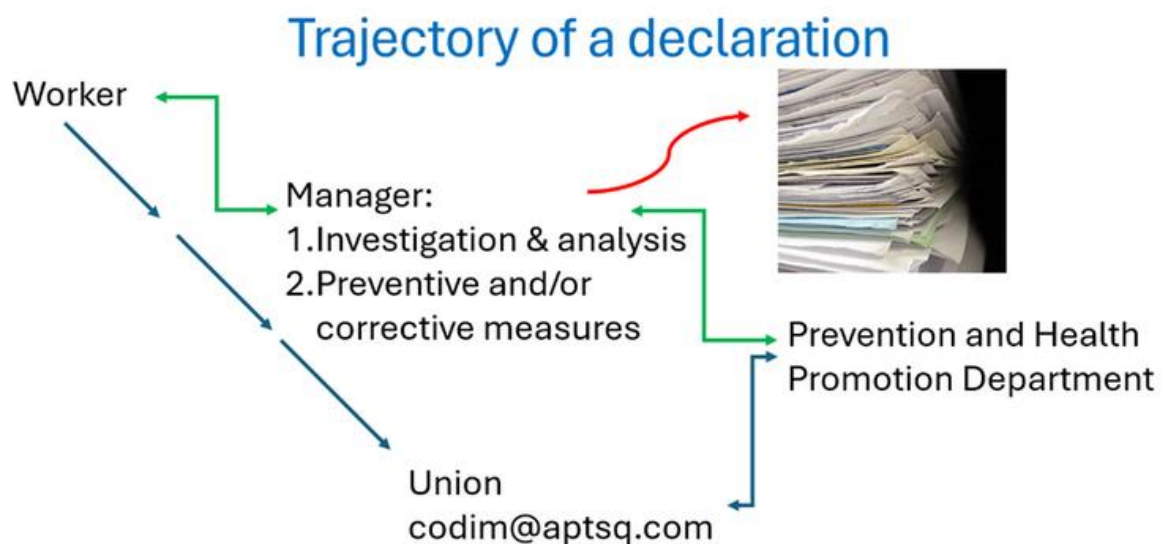 Trajectory of a declaration
Worker
Manager:
1.Investigation & analysis
2.Preventive and/or
corrective measures
Prevention and Health
Promotion Department
Union
codim@aptsq.com